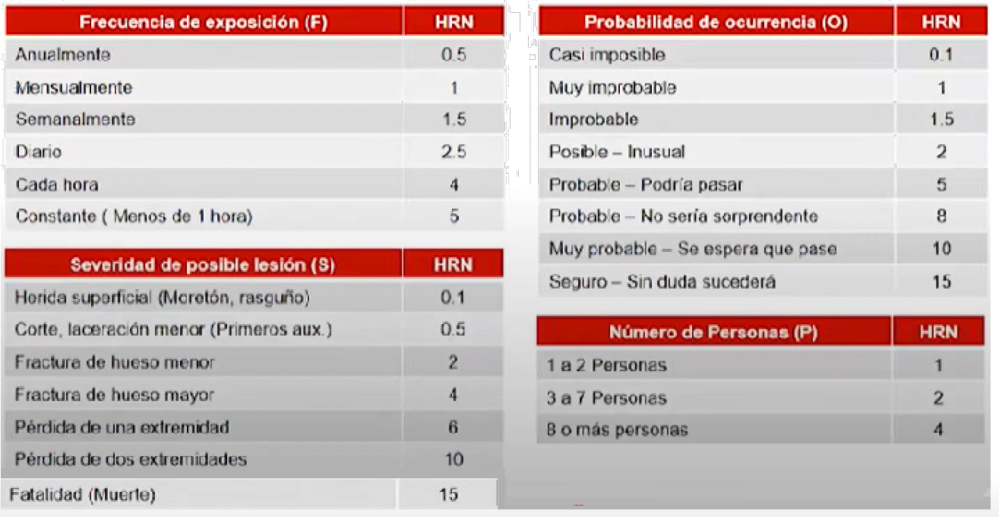 Frecuencia de exposición (F) HRN
Anualmente 0.5
Mensualmente 1
Semanalmente 1.5
Diario 2.5
Cada hora 4
Constante ( Menos de 1 hora) 5
Severidad de posible lesión (S) HRN
Herida superficial (Moretón, rasguño) 0.1
Corte, laceración menor (Primeros aux.) 0.5
Fractura de hueso menor 2
Fractura de hueso mayor 4
Pérdida de una extremidad 6
Pérdida de dos extremidades 10
Fatalidad (Muerte) 15
Probabilidad de ocurrencia (O) HRN
Casi imposible 0.1
Muy improbable 1
Improbable 1.5
Posible – Inusual 2
Probable – Podría pasar 5
Probable – No sería sorprendente 8
Muy probable – Se espera que pase 10
Seguro – Sin duda sucederá 15
Número de Personas (P) HRN
1 a 2 Personas 1
3 a 7 Personas 2
8 o más personas 4